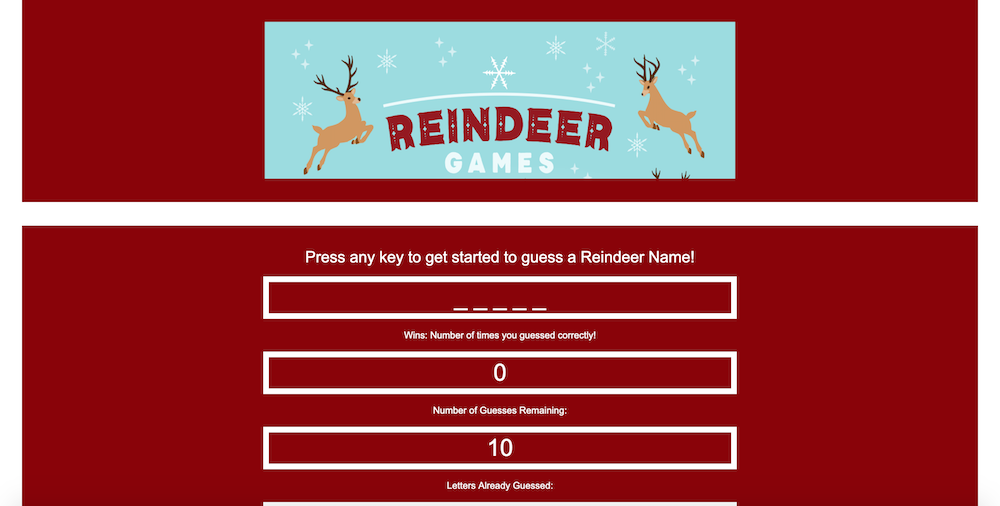 REINDEER
GAMES
Press any key to get started to guess a Reindeer Name!
_ _ _ _ _
Wins: Number of times you guessed correctly!
0
Number of Guesses Remaining:
10
Letters Already Guessed: